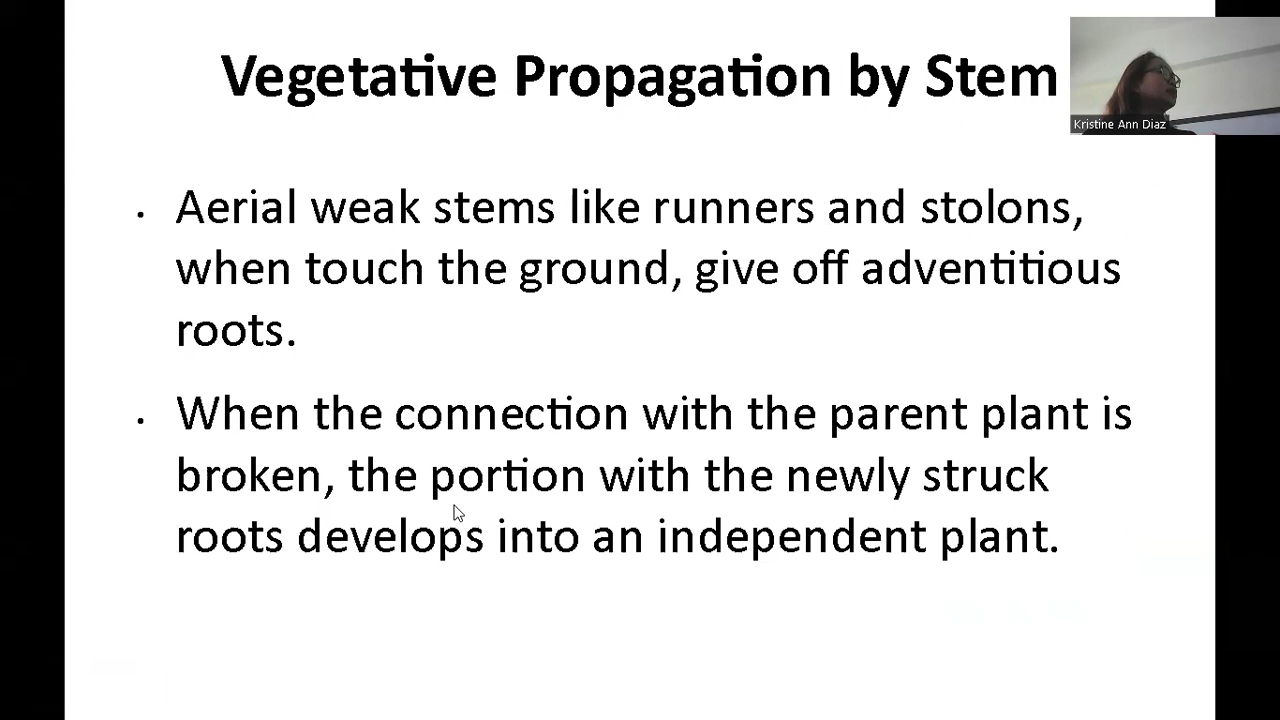 Vegetative Propagation by Stem
Kristine Ann Diaz
• Aerial weak stems like runners and stolons,
when touch the ground, give off adventitious
roots.
• When the connection with the parent plant is
broken, the portion with the newly struck
roots develops into an independent plant.